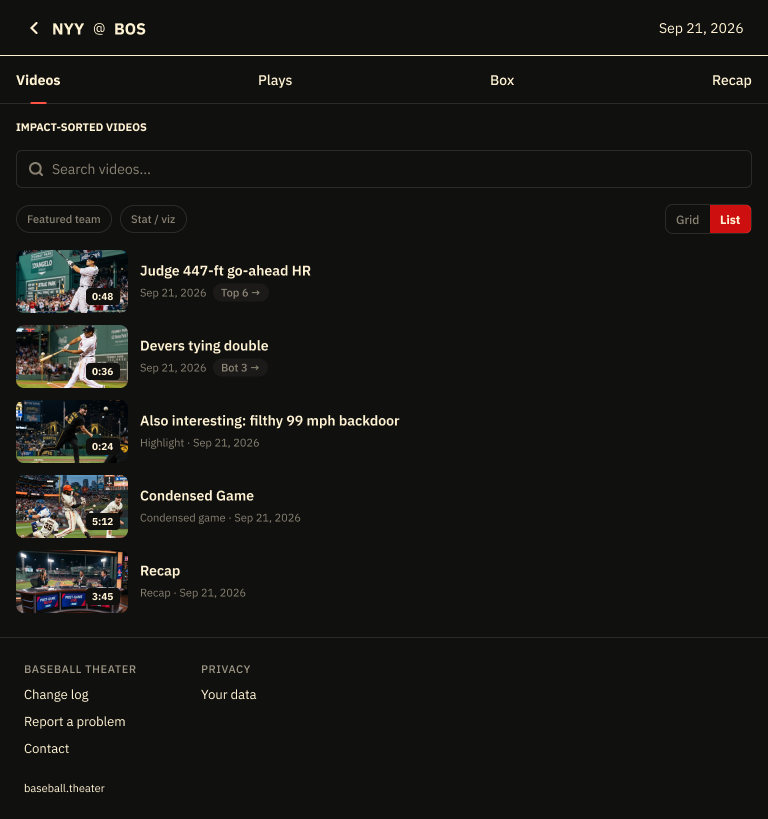 NYY @ BOS
Sep 21, 2026
Videos Plays Box Recap
IMPACT-SORTED VIDEOS
Search videos...
Featured team Stat / viz Grid List
0:48
Judge 447-ft go-ahead HR
Sep 21, 2026 Top 6 →
0:36
Devers tying double
Sep 21, 2026 Bot 3 →
0:24
Also interesting: filthy 99 mph backdoor
Highlight · Sep 21, 2026
5:12
Condensed Game
Condensed game · Sep 21, 2026
3:45
Recap
Recap · Sep 21, 2026
BASEBALL THEATER PRIVACY
Change log Your data
Report a problem
Contact
baseball.theater